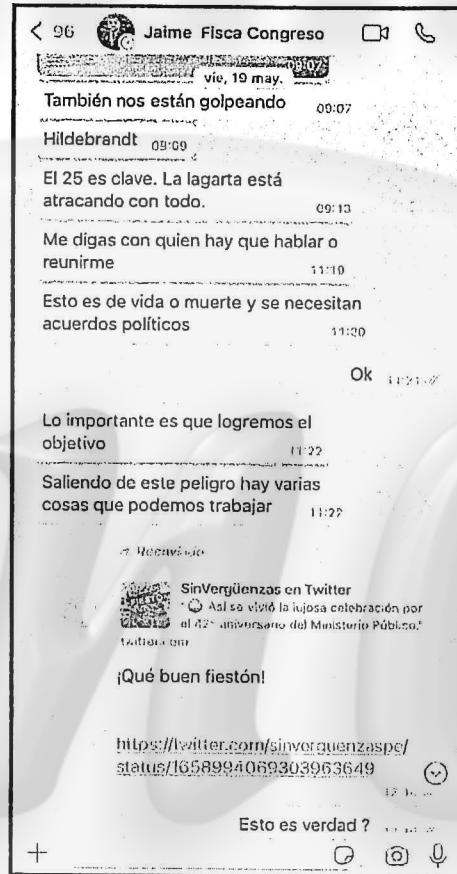 < 96 Jaime Fisca Congreso
09:07
vie, 19 may.
También nos están golpeando 09:07
Hildebrandt 09:09
El 25 es clave. La lagarta está
atracando con todo. 09:13
Me digas con quien hay que hablar o
reunirme 11:19
Esto es de vida o muerte y se necesitan
acuerdos políticos 11:20
Ok 11:21
Lo importante es que logremos el
objetivo 11:22
Saliendo de este peligro hay varias
cosas que podemos trabajar 11:22
Reenviado
SinVergüenzas en Twitter
" Así se vivió la lujosa celebración por
el 42° aniversario del Ministerio Público."
twitter.com
¡Qué buen fiestón!
https://twitter.com/sinverguenzaspe/
status/1658994069303963649
Esto es verdad ?